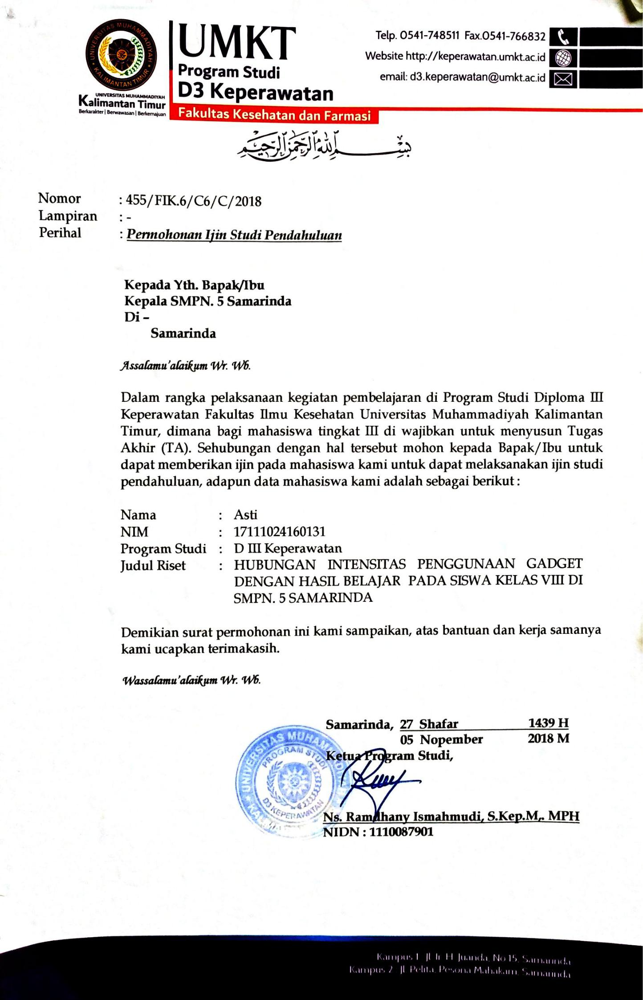 UNIVERSITAS MUHAMMADIYAH
KALIMANTAN TIMUR
UNIVERSITAS MUHAMMADIYAH
Kalimantan Timur
Berkarakter | Berwawasan | Berkemajuan
UMKT
Program Studi
D3 Keperawatan
Fakultas Kesehatan dan Farmasi
Telp. 0541-748511 Fax.0541-766832
Website http://keperawatan.umkt.ac.id
email: d3.keperawatan@umkt.ac.id
بِسْمِ اللهِ الرَّحْمَنِ الرَّحِيمِ
Nomor : 455/FIK.6/C6/C/2018
Lampiran : -
Perihal : Permohonan Ijin Studi Pendahuluan
Kepada Yth. Bapak/Ibu
Kepala SMPN. 5 Samarinda
Di –
Samarinda
Assalamu'alaikum Wr. Wb.
Dalam rangka pelaksanaan kegiatan pembelajaran di Program Studi Diploma III
Keperawatan Fakultas Ilmu Kesehatan Universitas Muhammadiyah Kalimantan
Timur, dimana bagi mahasiswa tingkat III di wajibkan untuk menyusun Tugas
Akhir (TA). Sehubungan dengan hal tersebut mohon kepada Bapak/Ibu untuk
dapat memberikan ijin pada mahasiswa kami untuk dapat melaksanakan ijin studi
pendahuluan, adapun data mahasiswa kami adalah sebagai berikut :
Nama : Asti
NIM : 17111024160131
Program Studi : D III Keperawatan
Judul Riset : HUBUNGAN INTENSITAS PENGGUNAAN GADGET
DENGAN HASIL BELAJAR PADA SISWA KELAS VIII DI
SMPN. 5 SAMARINDA
Demikian surat permohonan ini kami sampaikan, atas bantuan dan kerja samanya
kami ucapkan terimakasih.
Wassalamu'alaikum Wr. Wb.
Samarinda, 27 Shafar 1439 H
05 Nopember 2018 M
Ketua Program Studi,
UNIVERSITAS MUHAM
PROGRAM STUDI
D3 KEPERAWATAN
Ns. Ramdhany Ismahmudi, S.Kep.M,. MPH
NIDN : 1110087901
Kampus 1 : Jl. Ir. H. Juanda, No 15, Samarinda
Kampus 2 : Jl. Pelita, Pesona Mahakam, Samarinda